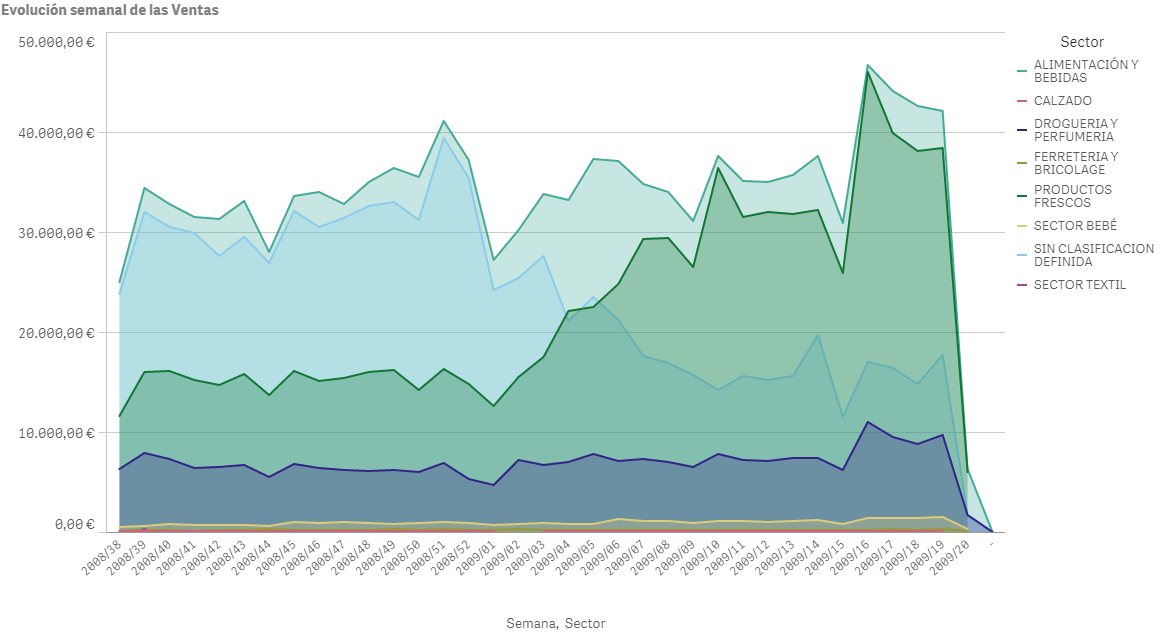 Evolución semanal de las Ventas
50.000,00 €
40.000,00 €
30.000,00 €
20.000,00 €
10.000,00 €
0,00 €
2008/38
2008/39
2008/40
2008/41
2008/42
2008/43
2008/44
2008/45
2008/46
2008/47
2008/48
2008/49
2008/50
2008/51
2008/52
2009/01
2009/02
2009/03
2009/04
2009/05
2009/06
2009/07
2009/08
2009/09
2009/10
2009/11
2009/12
2009/13
2009/14
2009/15
2009/16
2009/17
2009/18
2009/19
2009/20
-
Semana, Sector
Sector
ALIMENTACIÓN Y
BEBIDAS
CALZADO
DROGUERIA Y
PERFUMERIA
FERRETERIA Y
BRICOLAGE
PRODUCTOS
FRESCOS
SECTOR BEBÉ
SIN CLASIFICACION
DEFINIDA
SECTOR TEXTIL